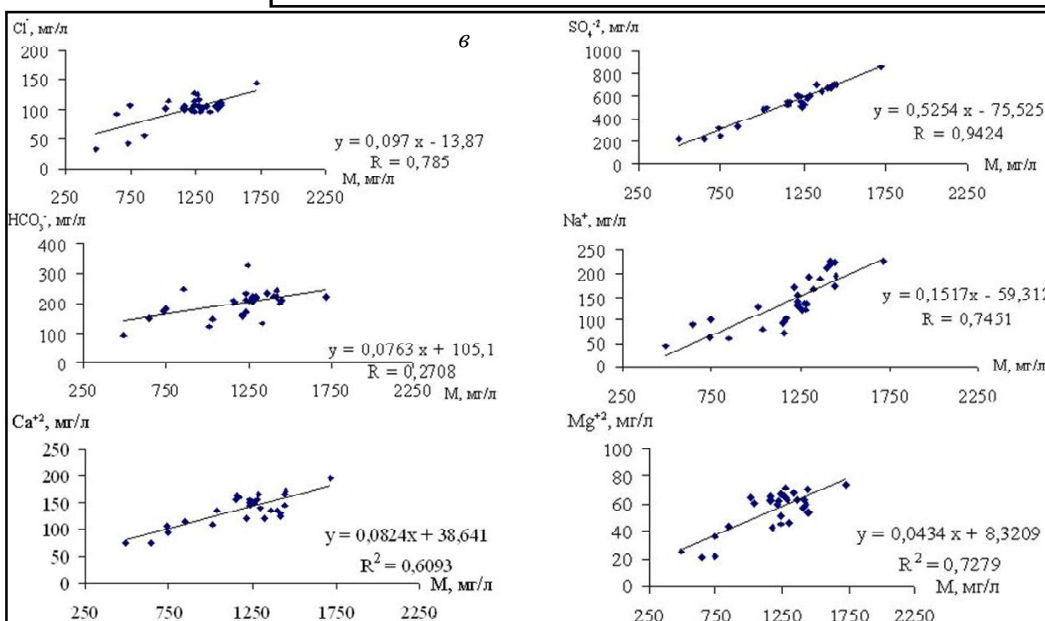 Cl⁻, мг/л
в
200
150
100
50
0
y = 0,097 x - 13,87
R = 0,785
M, мг/л
250 750 1250 1750 2250
SO₄⁻², мг/л
1000
800
600
400
200
0
y = 0,5254 x - 75,525
R = 0,9424
M, мг/л
250 750 1250 1750 2250
HCO₃⁻, мг/л
400
300
200
100
0
y = 0,0763 x + 105,1
R = 0,2708
250 750 1250 1750 2250
M, мг/л
Na⁺, мг/л
250
200
150
100
50
0
y = 0,1517x - 59,312
R = 0,7451
M, мг/л
250 750 1250 1750 2250
Ca⁺², мг/л
250
200
150
100
50
0
y = 0,0824x + 38,641
R² = 0,6093
M, мг/л
250 750 1250 1750 2250
Mg⁺², мг/л
100
80
60
40
20
0
y = 0,0434 x + 8,3209
R² = 0,7279
M, мг/л
250 750 1250 1750 2250